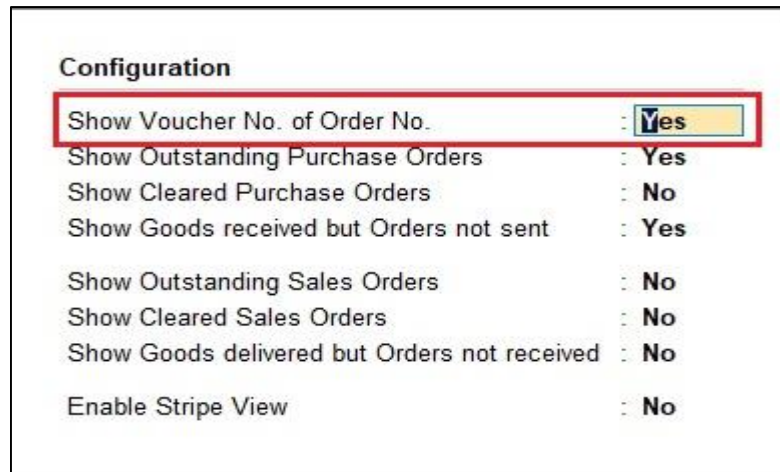 Configuration
Show Voucher No. of Order No. : Yes
Show Outstanding Purchase Orders : Yes
Show Cleared Purchase Orders : No
Show Goods received but Orders not sent : Yes
Show Outstanding Sales Orders : No
Show Cleared Sales Orders : No
Show Goods delivered but Orders not received : No
Enable Stripe View : No